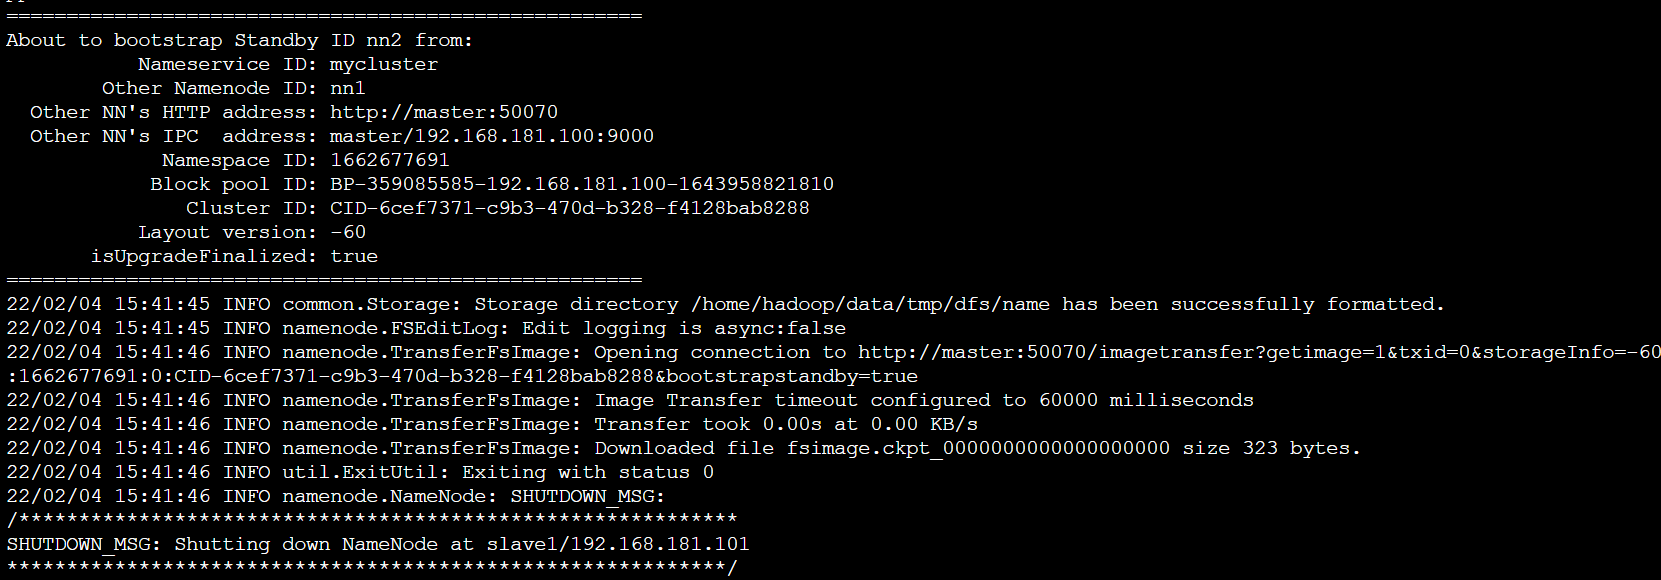 =====================================================
About to bootstrap Standby ID nn2 from:
           Nameservice ID: mycluster
        Other Namenode ID: nn1
  Other NN's HTTP address: http://master:50070
  Other NN's IPC  address: master/192.168.181.100:9000
             Namespace ID: 1662677691
            Block pool ID: BP-359085585-192.168.181.100-1643958821810
               Cluster ID: CID-6cef7371-c9b3-470d-b328-f4128bab8288
           Layout version: -60
       isUpgradeFinalized: true
=====================================================
22/02/04 15:41:45 INFO common.Storage: Storage directory /home/hadoop/data/tmp/dfs/name has been successfully formatted.
22/02/04 15:41:45 INFO namenode.FSEditLog: Edit logging is async:false
22/02/04 15:41:46 INFO namenode.TransferFsImage: Opening connection to http://master:50070/imagetransfer?getimage=1&txid=0&storageInfo=-60
:1662677691:0:CID-6cef7371-c9b3-470d-b328-f4128bab8288&bootstrapstandby=true
22/02/04 15:41:46 INFO namenode.TransferFsImage: Image Transfer timeout configured to 60000 milliseconds
22/02/04 15:41:46 INFO namenode.TransferFsImage: Transfer took 0.00s at 0.00 KB/s
22/02/04 15:41:46 INFO namenode.TransferFsImage: Downloaded file fsimage.ckpt_0000000000000000000 size 323 bytes.
22/02/04 15:41:46 INFO util.ExitUtil: Exiting with status 0
22/02/04 15:41:46 INFO namenode.NameNode: SHUTDOWN_MSG:
/************************************************************
SHUTDOWN_MSG: Shutting down NameNode at slave1/192.168.181.101
************************************************************/